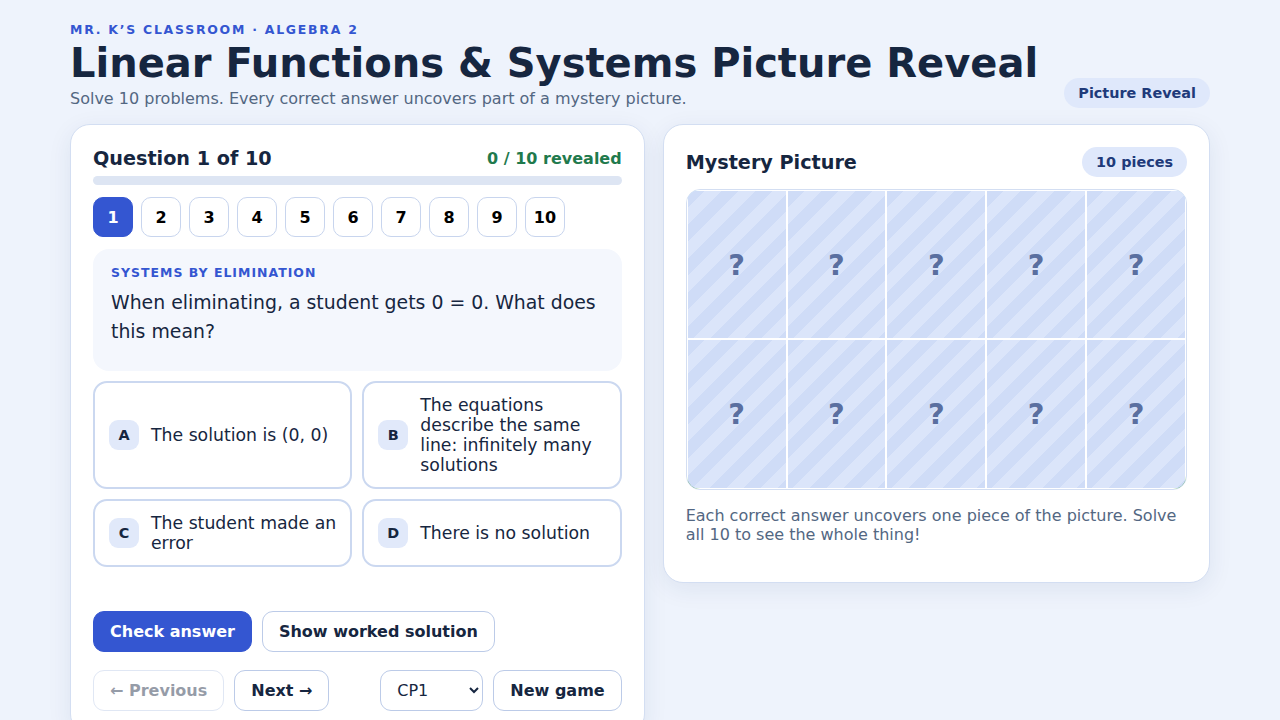 MR. K’S CLASSROOM · ALGEBRA 2
Linear Functions & Systems Picture Reveal
Solve 10 problems. Every correct answer uncovers part of a mystery picture.
Picture Reveal
Question 1 of 10
0 / 10 revealed
1 2 3 4 5 6 7 8 9 10
SYSTEMS BY ELIMINATION
When eliminating, a student gets 0 = 0. What does
this mean?
A The solution is (0, 0)
B The equations
describe the same
line: infinitely many
solutions
C The student made an
error
D There is no solution
Check answer
Show worked solution
← Previous
Next →
CP1
New game
Mystery Picture
10 pieces
? ? ? ? ?
? ? ? ? ?
Each correct answer uncovers one piece of the picture. Solve
all 10 to see the whole thing!